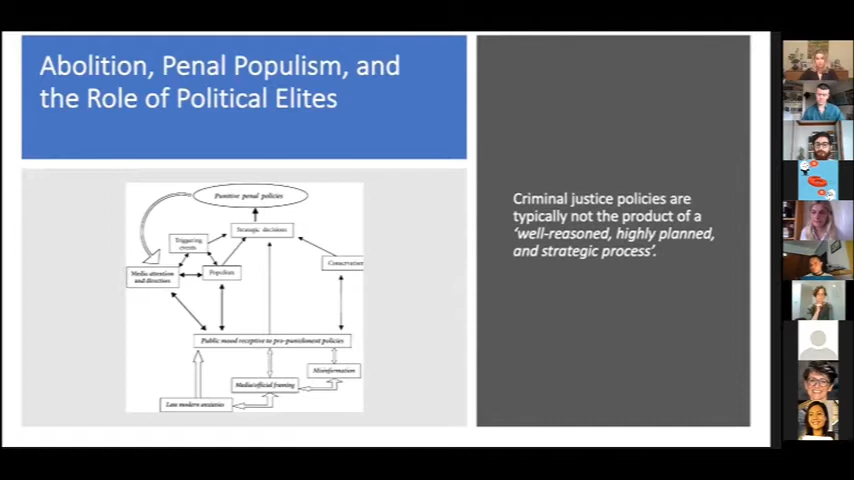 Abolition, Penal Populism, and
the Role of Political Elites
Criminal justice policies are
typically not the product of a
‘well-reasoned, highly planned,
and strategic process’.
Punitive penal policies
Strategic decisions
Triggering
events
Media attention
and direction
Populism
Conservatism
Public mood receptive to pro-punishment policies
Misinformation
Media/official framing
Late modern anxieties